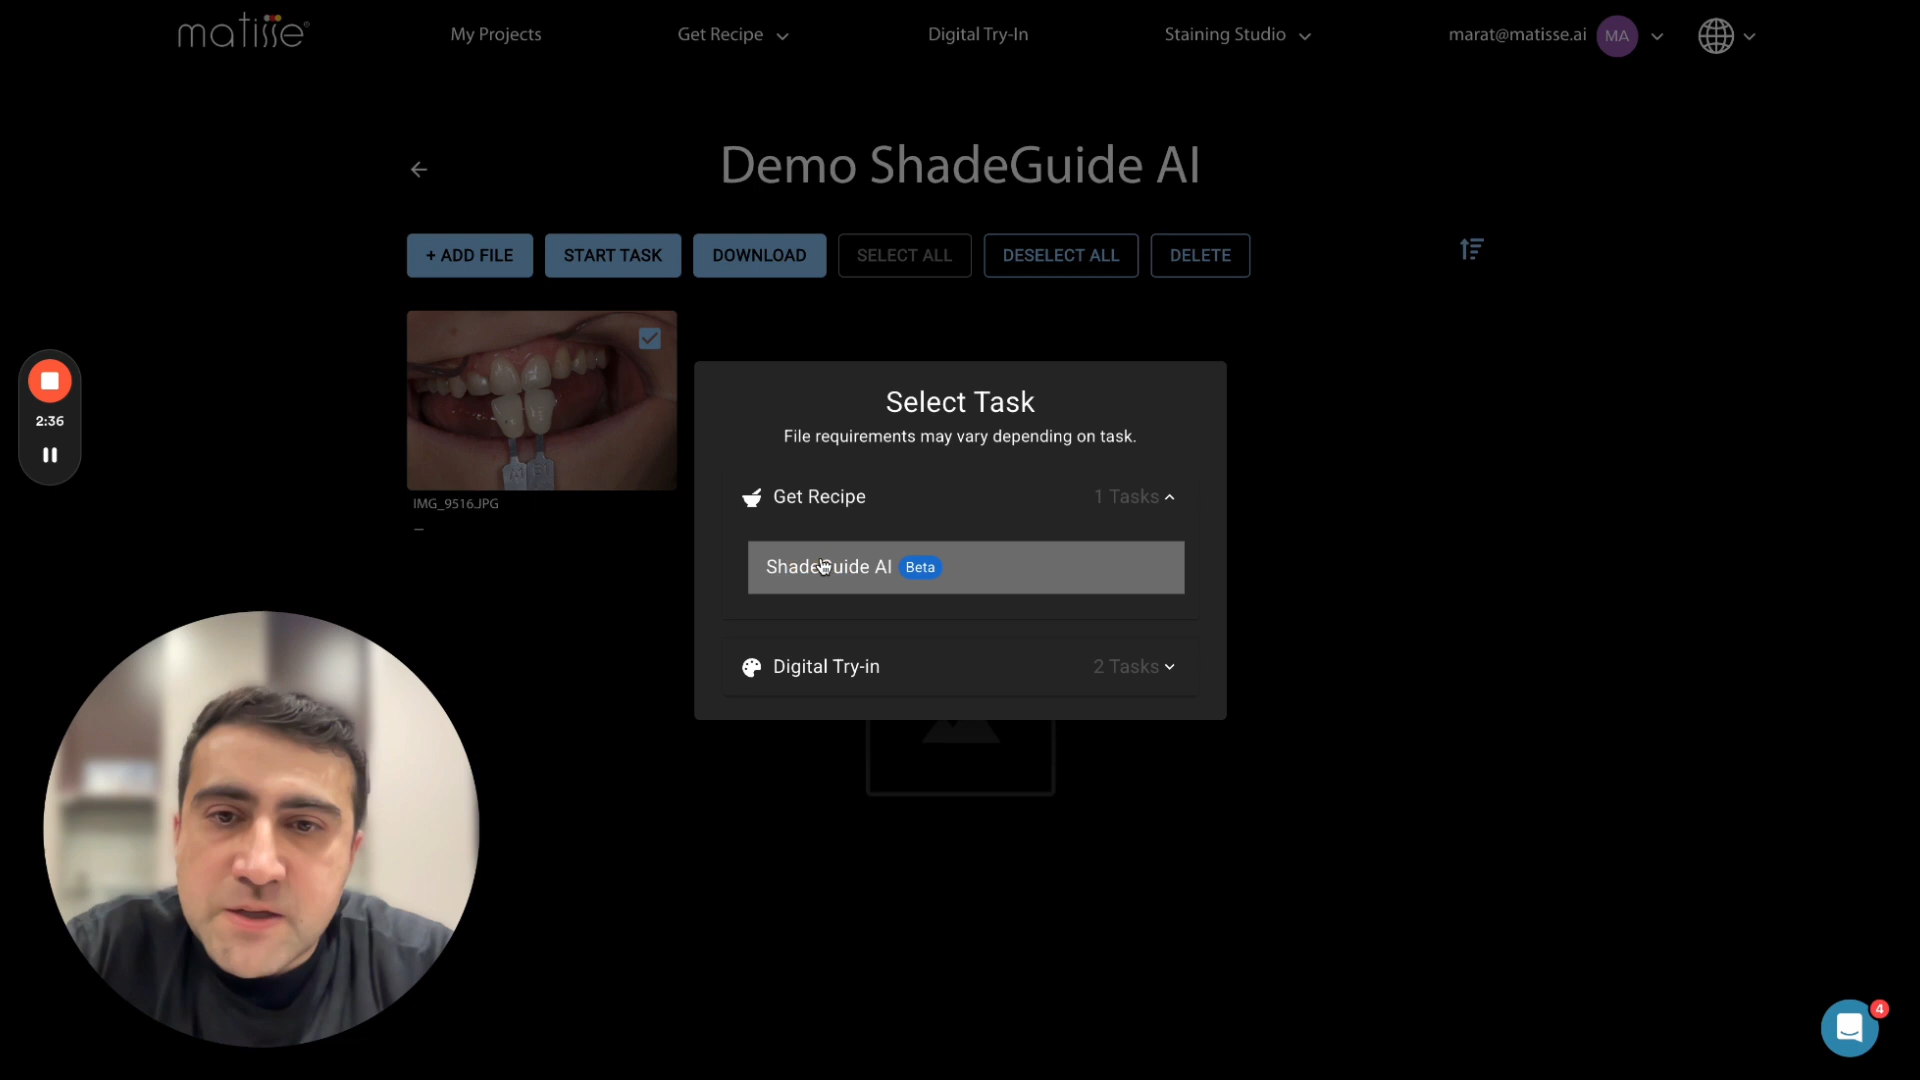 matisse
My Projects
Get Recipe
Digital Try-In
Staining Studio
marat@matisse.ai
MA
Demo ShadeGuide AI
+ ADD FILE
START TASK
DOWNLOAD
SELECT ALL
DESELECT ALL
DELETE
2:36
A1
B1
IMG_9516.JPG
–
Select Task
File requirements may vary depending on task.
Get Recipe
1 Tasks
ShadeGuide AI
Beta
Digital Try-in
2 Tasks
4